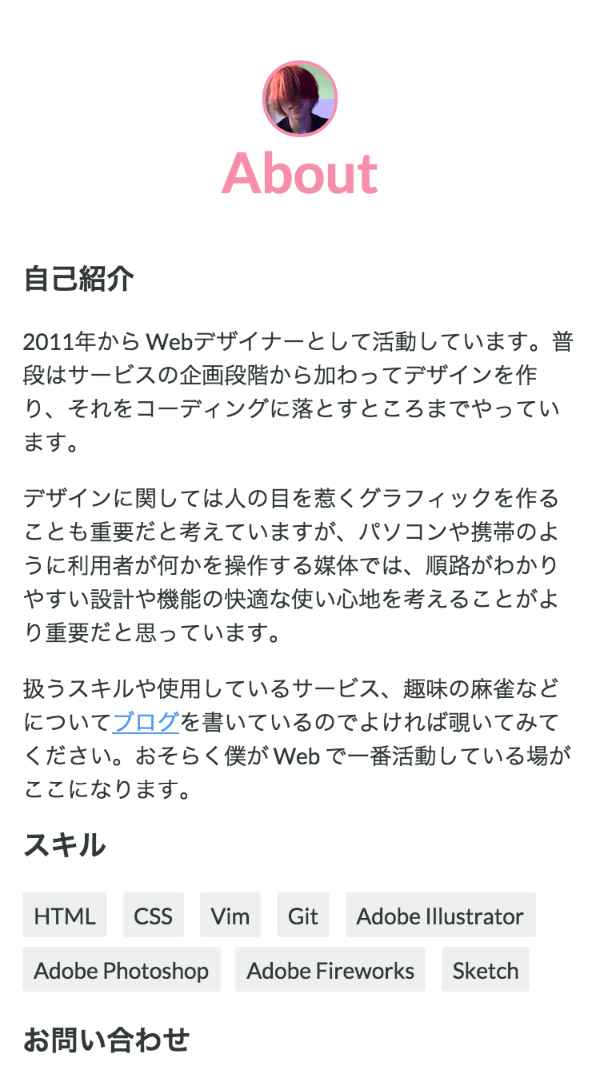 About
自己紹介
2011年から Webデザイナーとして活動しています。普
段はサービスの企画段階から加わってデザインを作
り、それをコーディングに落とすところまでやってい
ます。
デザインに関しては人の目を惹くグラフィックを作る
ことも重要だと考えていますが、パソコンや携帯のよ
うに利用者が何かを操作する媒体では、順路がわかり
やすい設計や機能の快適な使い心地を考えることがよ
り重要だと思っています。
扱うスキルや使用しているサービス、趣味の麻雀など
についてブログを書いているのでよければ覗いてみて
ください。おそらく僕が Web で一番活動している場が
ここになります。
スキル
HTML CSS Vim Git Adobe Illustrator
Adobe Photoshop Adobe Fireworks Sketch
お問い合わせ